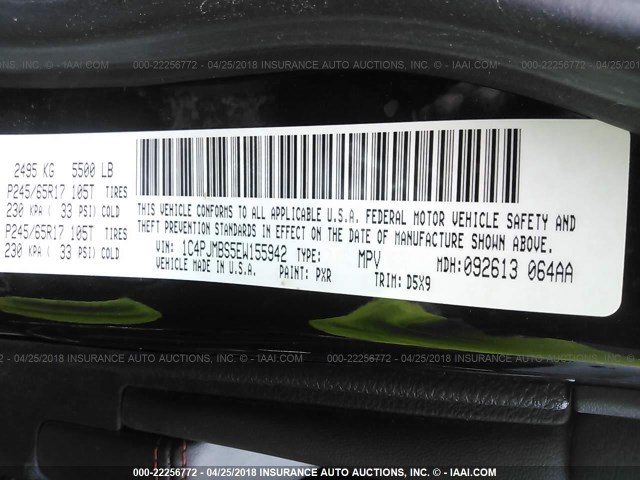 000-22256772 - 04/25/2018 INSURANCE AUTO AUCTIONS, INC. - © IAAI.COM
2495 KG 5500 LB
P245/65R17 105T TIRES
230 KPA ( 33 PSI) COLD
P245/65R17 105T TIRES
230 KPA ( 33 PSI) COLD
THIS VEHICLE CONFORMS TO ALL APPLICABLE U.S.A. FEDERAL MOTOR VEHICLE SAFETY AND
THEFT PREVENTION STANDARDS IN EFFECT ON THE DATE OF MANUFACTURE SHOWN ABOVE.
VIN: 1C4PJMBS5EW155942 TYPE: MPV MDH: 092613 064AA
VEHICLE MADE IN U.S.A. PAINT: PXR TRIM: D5X9
000-22256772 - 04/25/2018 INSURANCE AUTO AUCTIONS, INC. - © IAAI.COM
000-22256772 - 04/25/2018 INSURANCE AUTO AUCTIONS, INC. - © IAAI.COM